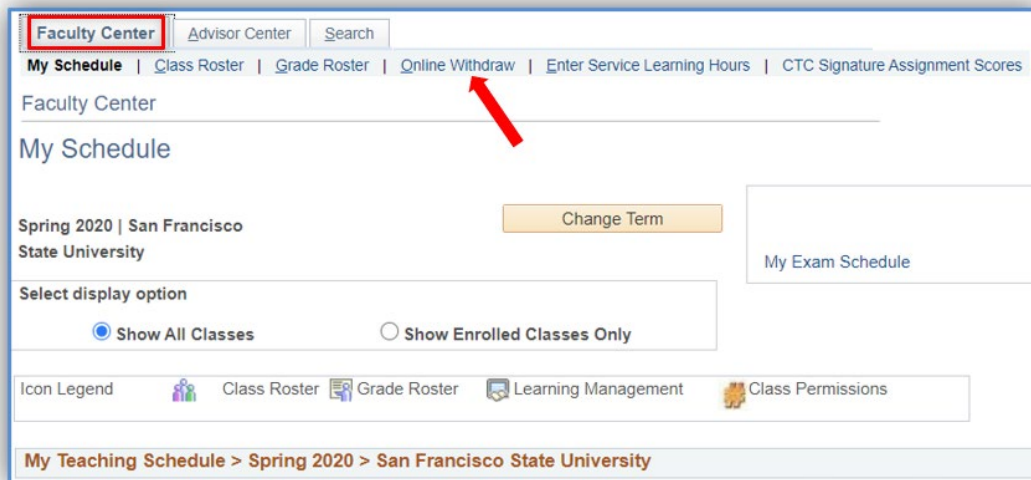 Faculty Center Advisor Center Search
My Schedule | Class Roster | Grade Roster | Online Withdraw | Enter Service Learning Hours | CTC Signature Assignment Scores
Faculty Center
My Schedule
Spring 2020 | San Francisco
State University
Change Term
My Exam Schedule
Select display option
Show All Classes Show Enrolled Classes Only
Icon Legend Class Roster Grade Roster Learning Management Class Permissions
My Teaching Schedule > Spring 2020 > San Francisco State University